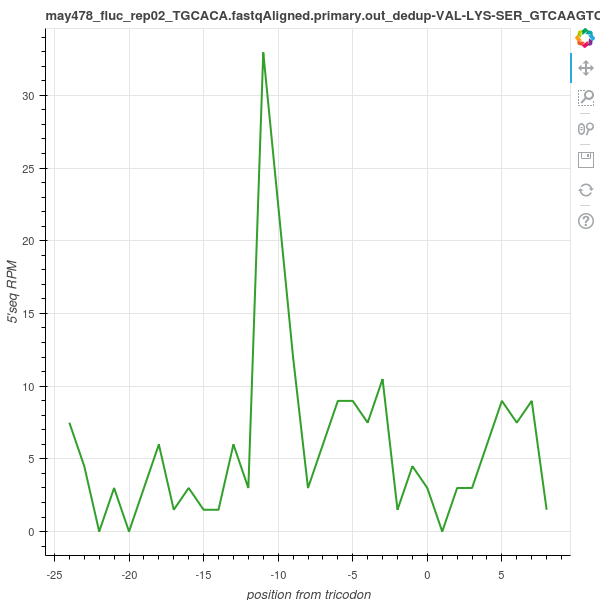 may478_fluc_rep02_TGCACA.fastqAligned.primary.out_dedup-VAL-LYS-SER_GTCAAGTC
30
25
20
15
10
5
0
5'seq RPM
-25 -20 -15 -10 -5 0 5
position from tricodon